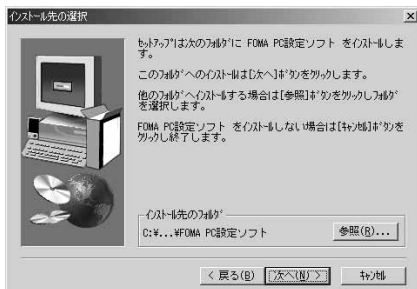 インストール先の選択
ｾｯﾄｱｯﾌﾟは次のﾌｫﾙﾀﾞに FOMA PC設定ソフト をｲﾝｽﾄｰﾙしま
す。
このﾌｫﾙﾀﾞへのｲﾝｽﾄｰﾙは[次へ]ﾎﾞﾀﾝをｸﾘｯｸします。
他のﾌｫﾙﾀﾞへｲﾝｽﾄｰﾙする場合は[参照]ﾎﾞﾀﾝをｸﾘｯｸしﾌｫﾙﾀﾞ
を選択します。
FOMA PC設定ソフト をｲﾝｽﾄｰﾙしない場合は[ｷｬﾝｾﾙ]ﾎﾞﾀﾝを
ｸﾘｯｸし終了します。
ｲﾝｽﾄｰﾙ先のﾌｫﾙﾀﾞ
C:¥...¥FOMA PC設定ソフト
参照(R)...
< 戻る(B)
次へ(N) >
ｷｬﾝｾﾙ